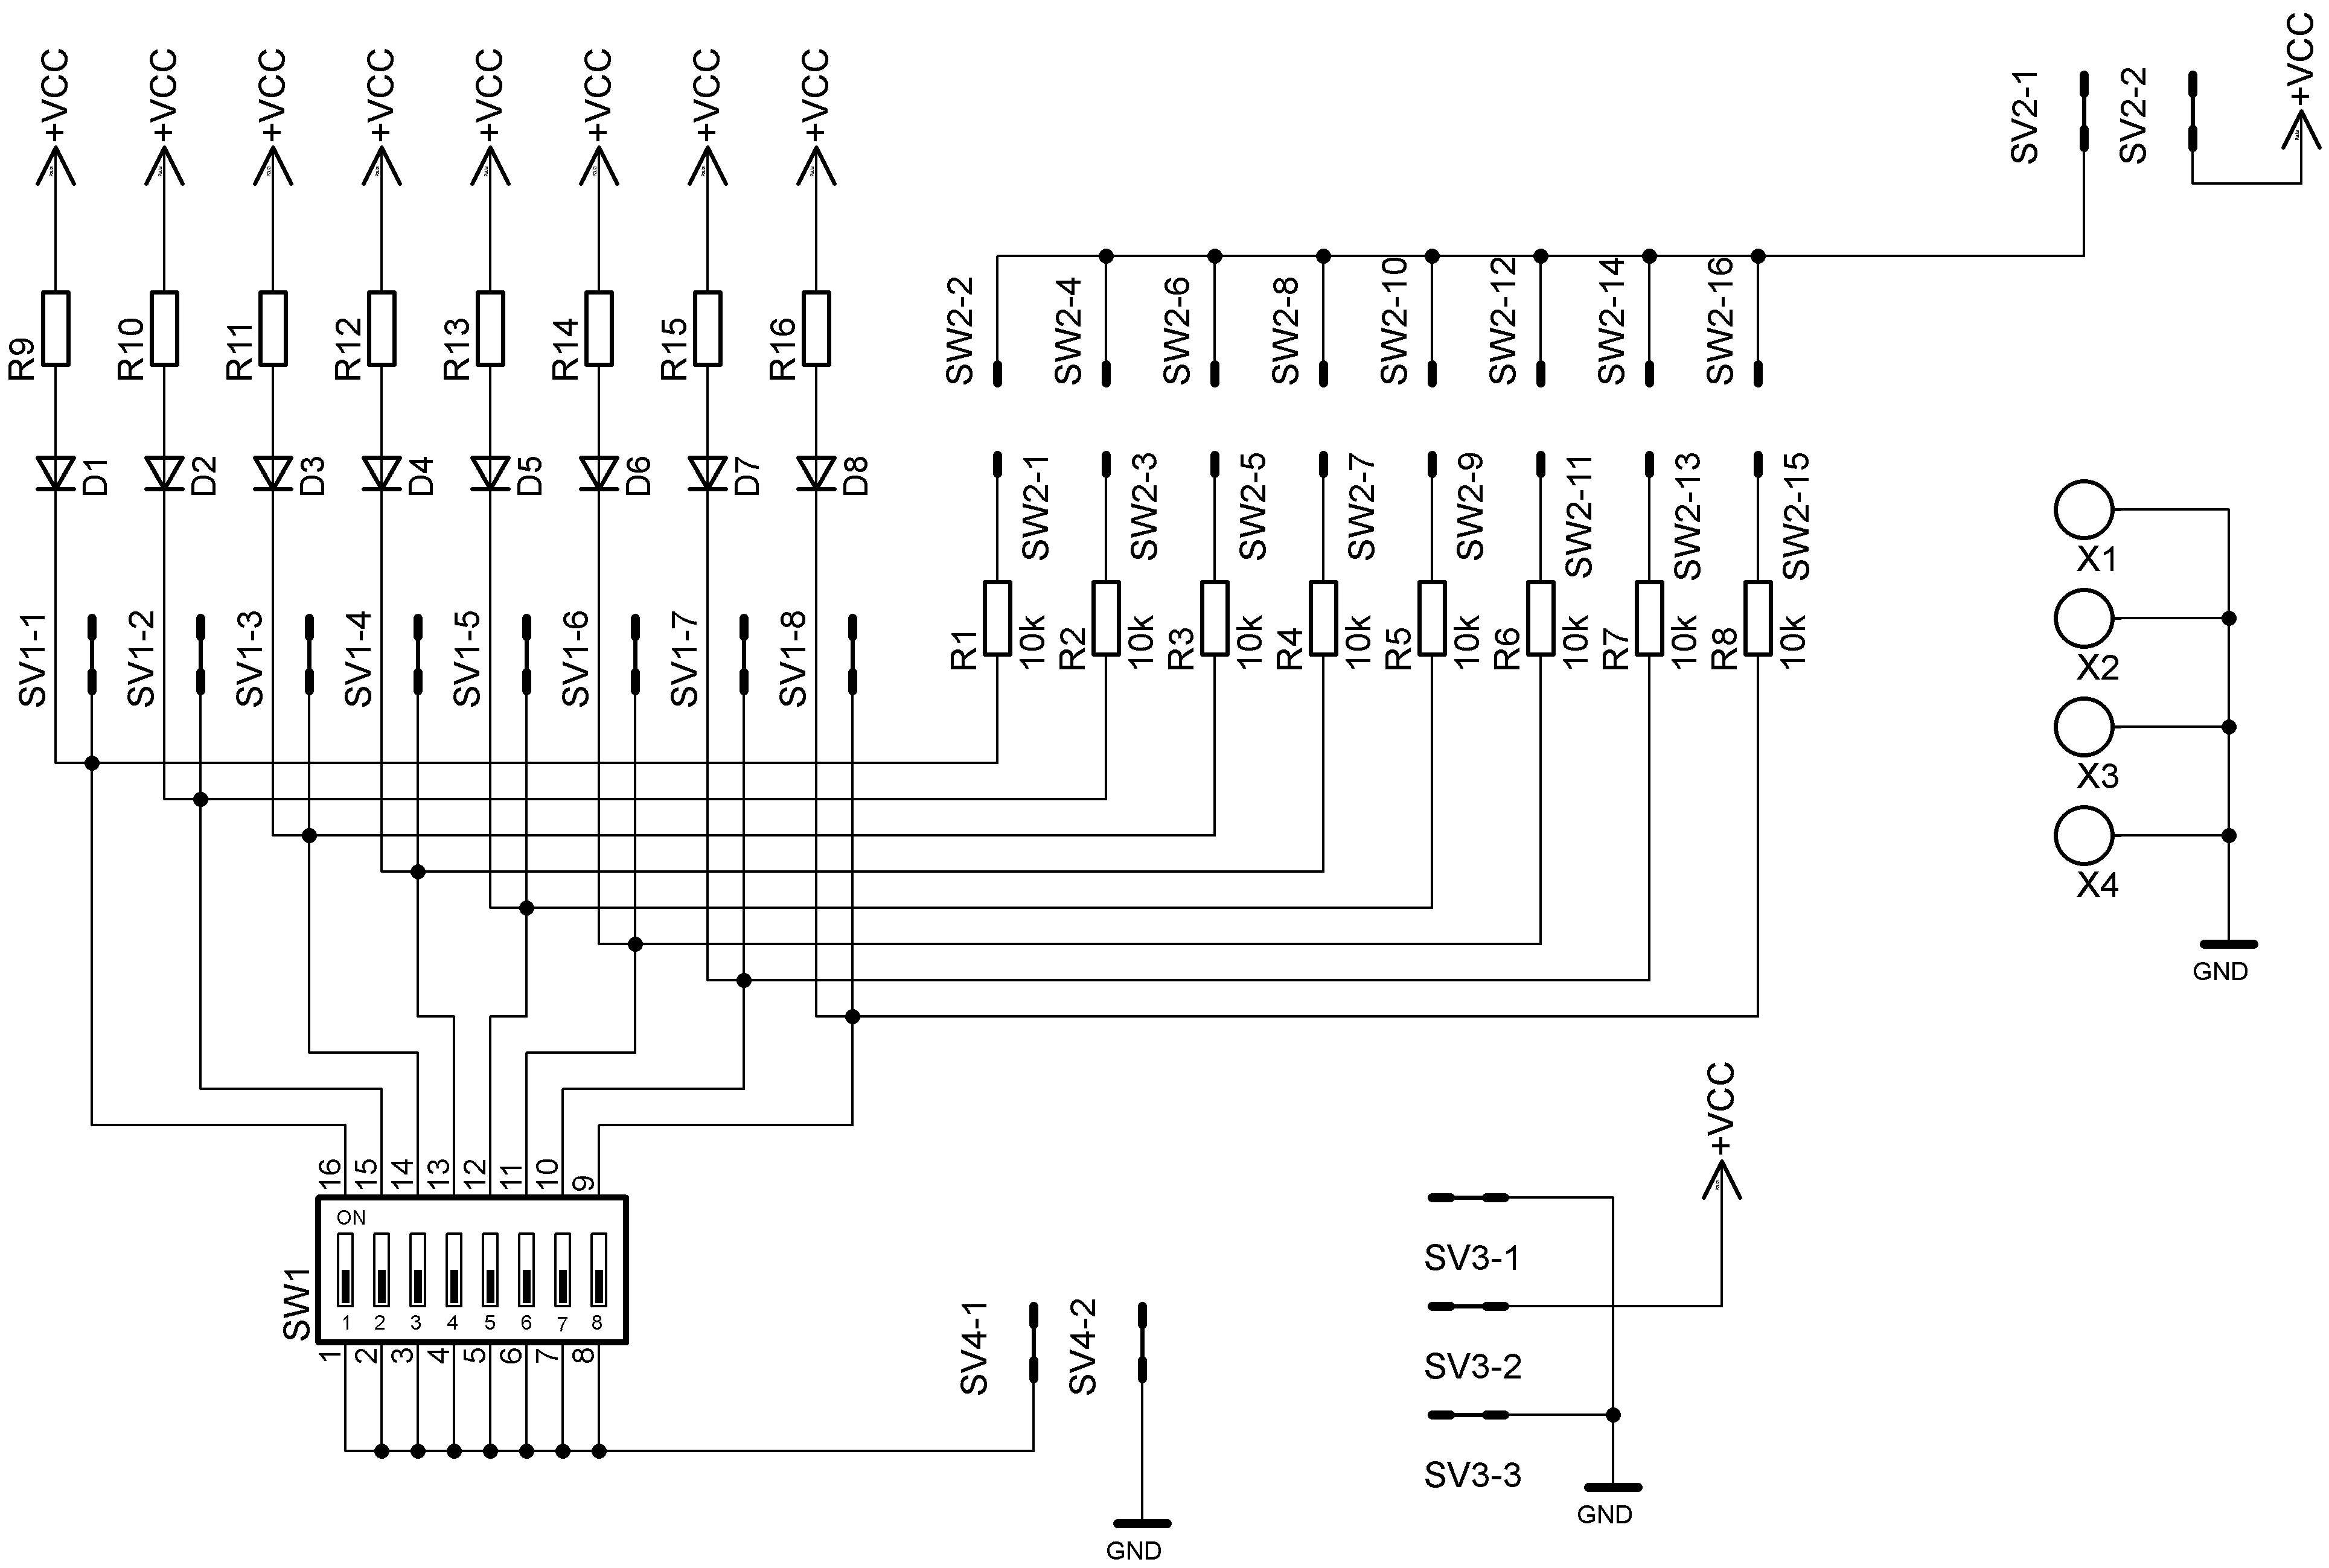 +VCC
+VCC
+VCC
+VCC
+VCC
+VCC
+VCC
+VCC
SV2-1
SV2-2
+VCC
R9
R10
R11
R12
R13
R14
R15
R16
SW2-2
SW2-4
SW2-6
SW2-8
SW2-10
SW2-12
SW2-14
SW2-16
D1
D2
D3
D4
D5
D6
D7
D8
SW2-1
SW2-3
SW2-5
SW2-7
SW2-9
SW2-11
SW2-13
SW2-15
SV1-1
SV1-2
SV1-3
SV1-4
SV1-5
SV1-6
SV1-7
SV1-8
R1
10k
R2
10k
R3
10k
R4
10k
R5
10k
R6
10k
R7
10k
R8
10k
X1
X2
X3
X4
GND
16
15
14
13
12
11
10
9
ON
SW1
1
2
3
4
5
6
7
8
1
2
3
4
5
6
7
8
SV4-1
SV4-2
GND
+VCC
SV3-1
SV3-2
SV3-3
GND